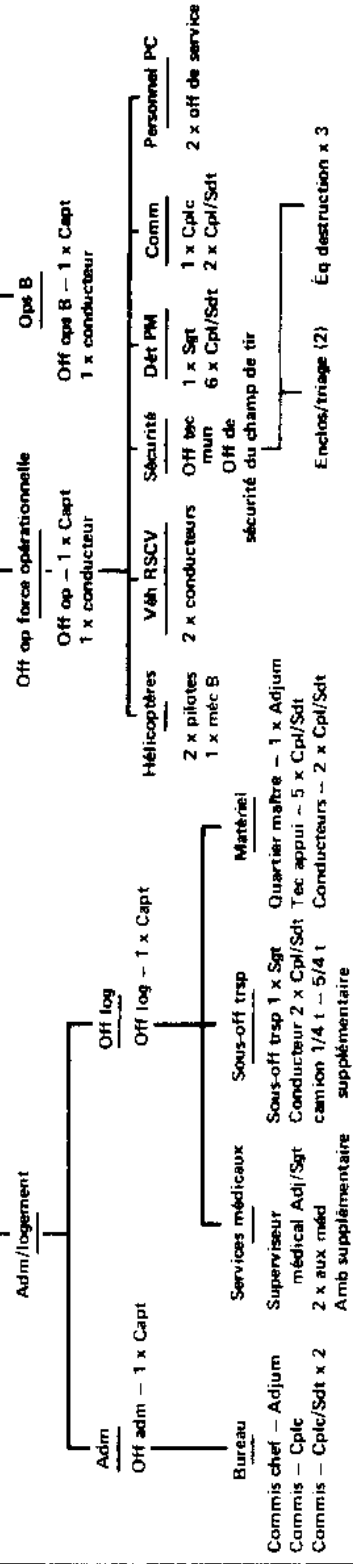 Adm/logement
Off op force opérationnelle
Off op – 1 x Capt
1 x conducteur
Ops B
Off ops B – 1 x Capt
1 x conducteur
Adm
Off adm – 1 x Capt
Off log
Off log – 1 x Capt
Bureau
Commis chef – Adjum
Commis – Cplc
Commis – Cplc/Sdt x 2
Services médicaux
Superviseur
médical Adj/Sgt
2 x aux méd
Amb supplémentaire
Sous-off trsp
Sous-off trsp 1 x Sgt
Conducteur 2 x Cpl/Sdt
camion 1/4 t – 5/4 t
supplémentaire
Matériel
Quartier maître – 1 x Adjum
Tec appui – 5 x Cpl/Sdt
Conducteurs – 2 x Cpl/Sdt
Hélicoptères
2 x pilotes
1 x méc B
Véh RSCV
2 x conducteurs
Sécurité
Off tec
mun
Off de
sécurité du champ de tir
Dét PM
1 x Sgt
6 x Cpl/Sdt
Comm
1 x Cplc
2 x Cpl/Sdt
Personnel PC
2 x off de service
Enclos/triage (2)
Éq destruction x 3